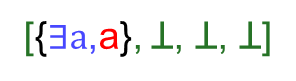 [{∃a,a}, ⊥, ⊥, ⊥]